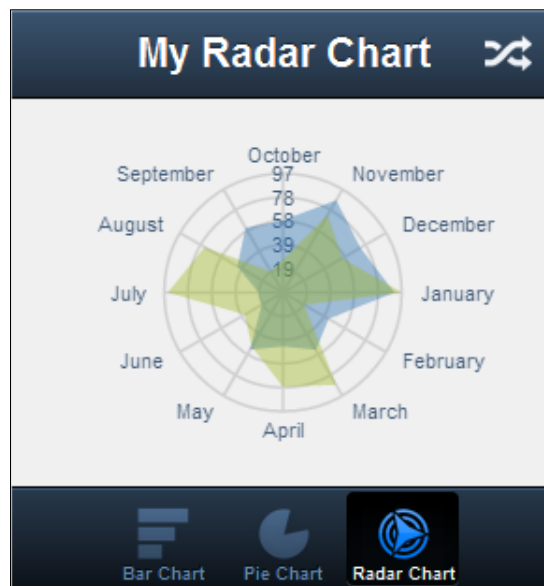 My Radar Chart
October
September
97
November
78
August
58
December
39
19
July
January
June
February
May
March
April
Bar Chart
Pie Chart
Radar Chart